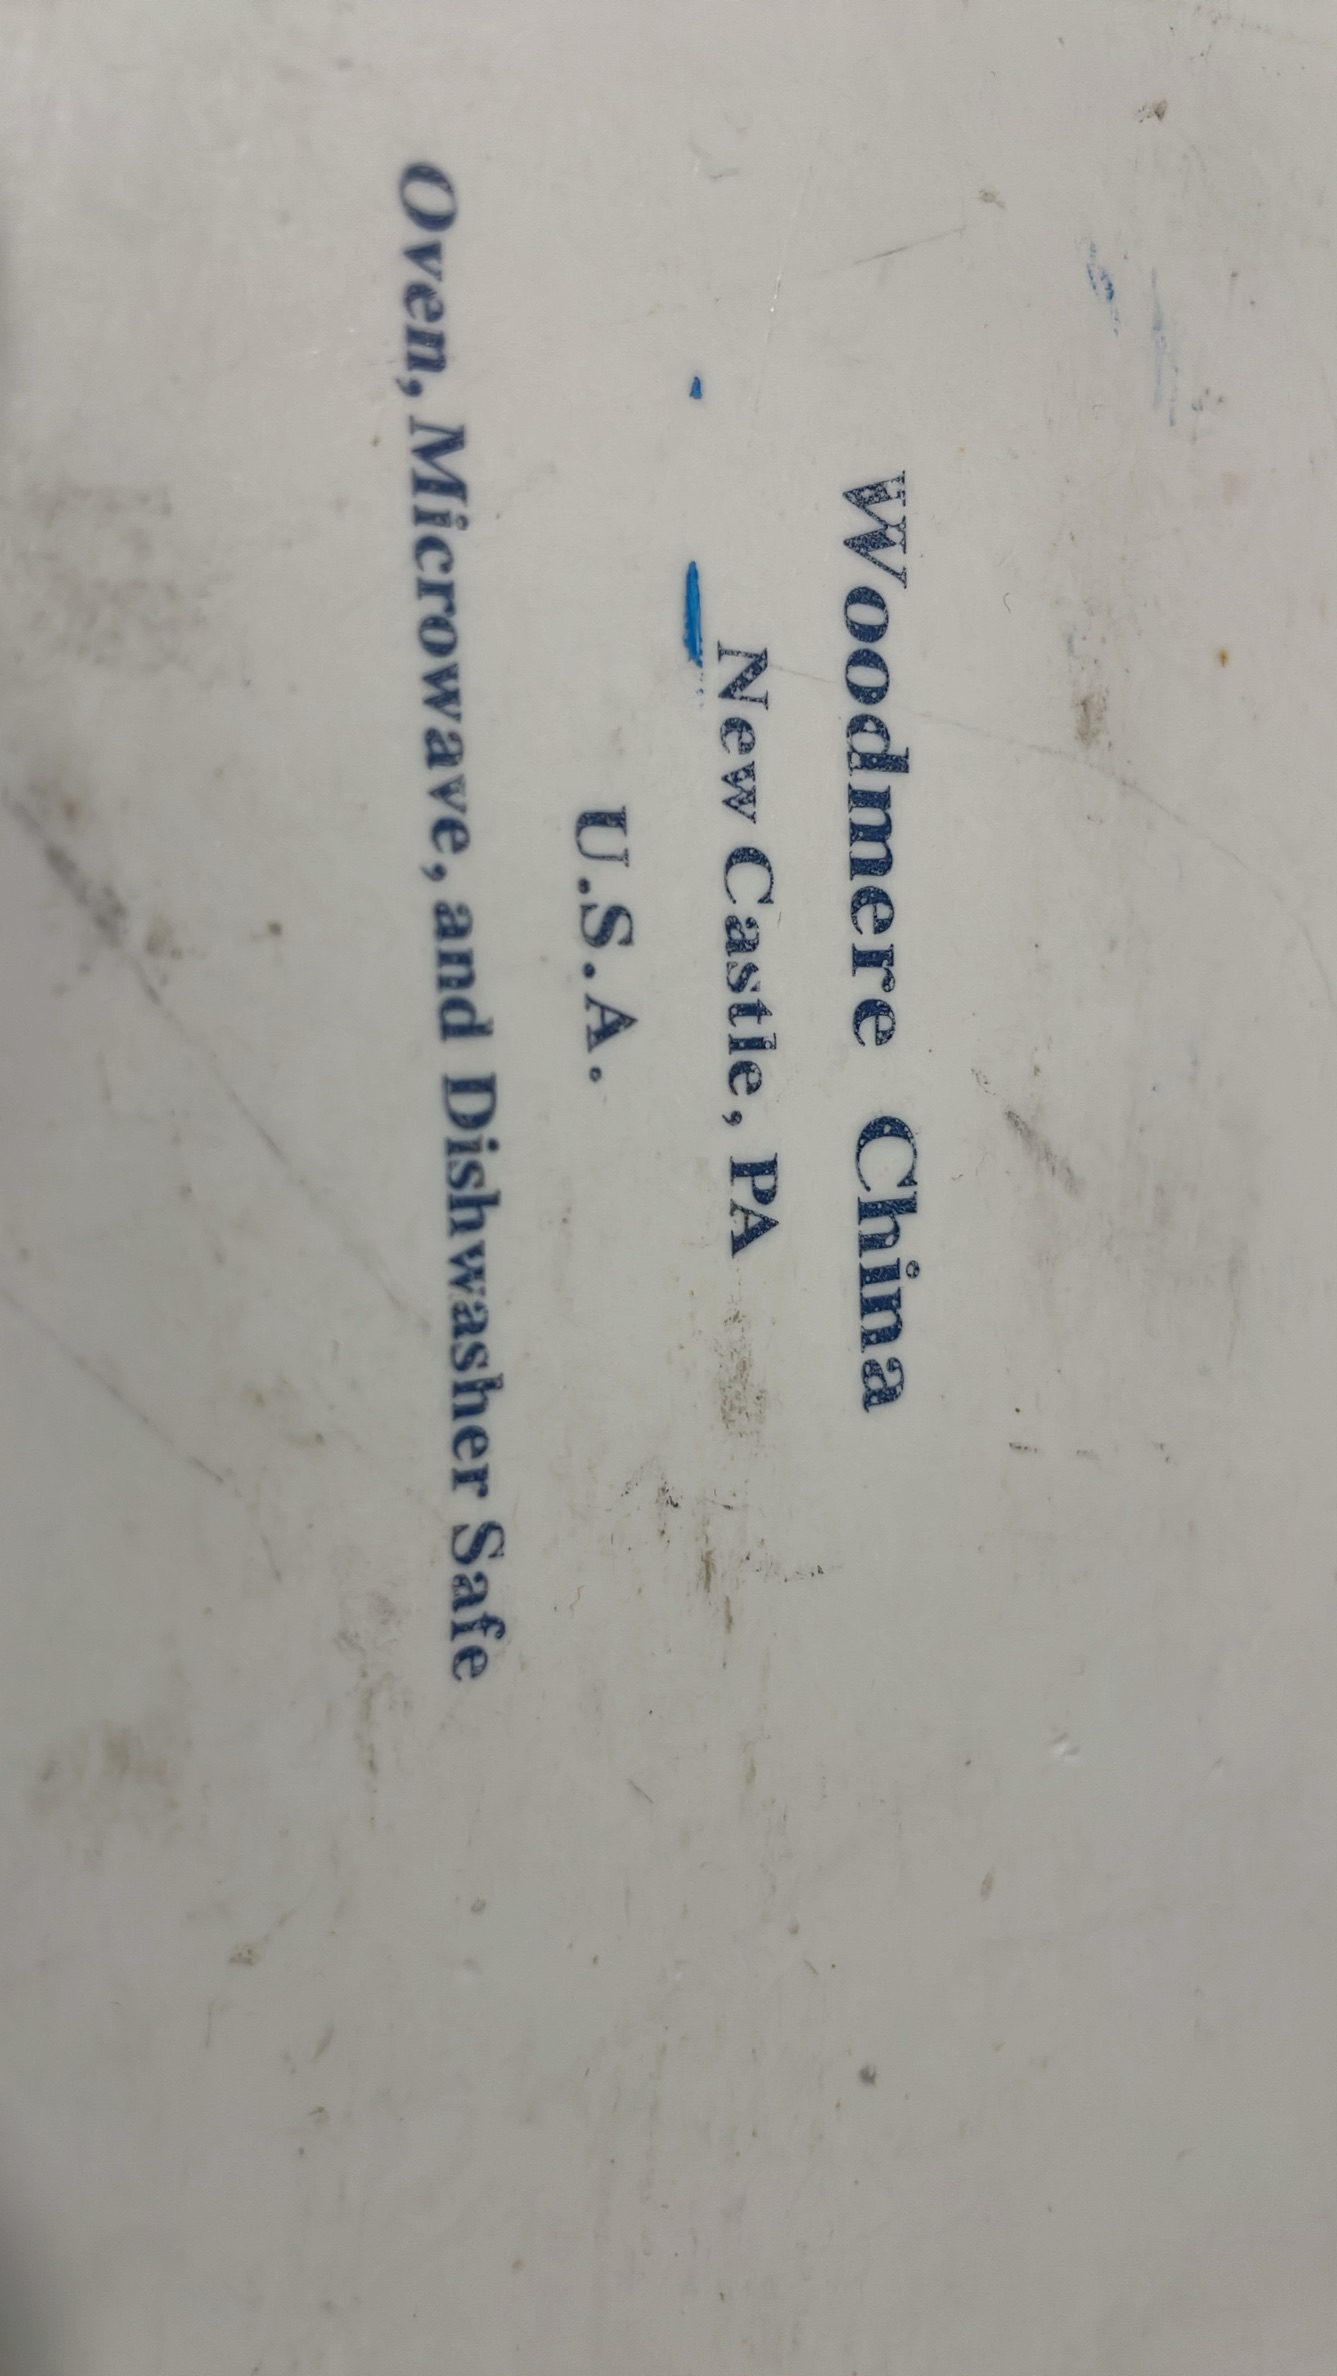 Woodmere China
New Castle, PA
U.S.A.
Oven, Microwave, and Dishwasher Safe